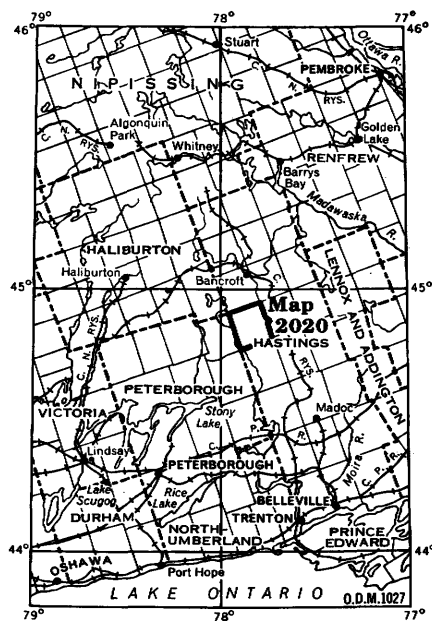 79° 78° 77°
46° 46°
Stuart
Ottawa R.
PEMBROKE
NIPISSING
C. N. RYS.
Algonquin
Park
C. N. RYS.
Whitney
Golden
Lake
RENFREW
Barrys
Bay
Madawaska R.
HALIBURTON
Haliburton
Bancroft
C.
45° 45°
LENNOX AND ADDINGTON
Map
2020
HASTINGS
C. N. RYS.
RYS.
PETERBOROUGH
VICTORIA
Stony
Lake
Madoc
C. P. R.
Lindsay
PETERBOROUGH
Moira R.
C. P. R.
Lake
Scugog
Rice
Lake
BELLEVILLE
DURHAM
NORTH-
UMBERLAND
TRENTON
PRINCE
EDWARD
44° 44°
OSHAWA
Port Hope
LAKE ONTARIO
O.D.M.1027
79° 78° 77°